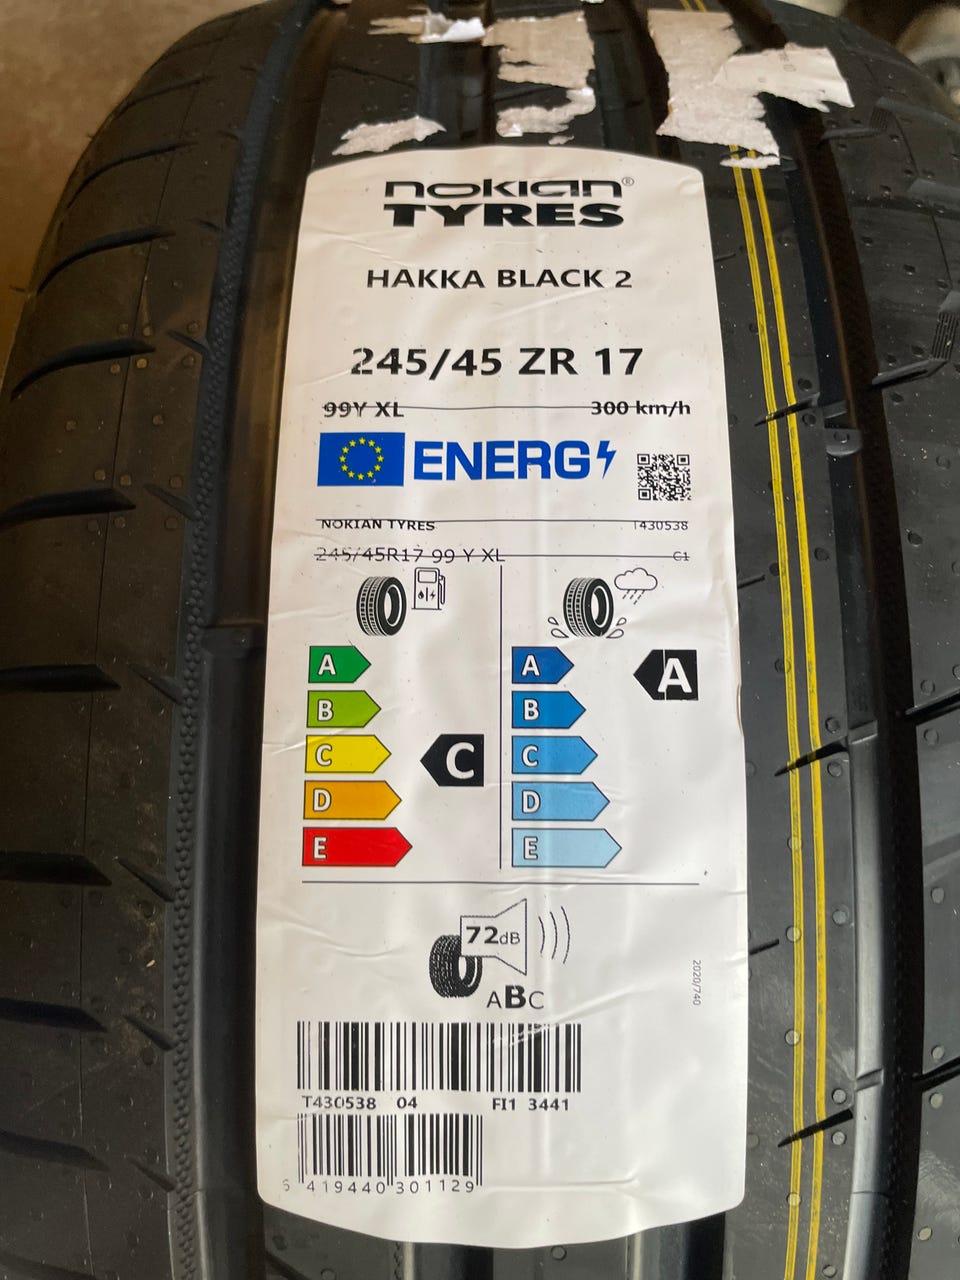 nokian®
TYRES
HAKKA BLACK 2
245/45 ZR 17
99Y XL 300 km/h
ENERG
NOKIAN TYRES T430538
245/45R17 99 Y XL C1
A A A
B B
C C C
D D
E E
72dB
ABC
2020/740
T430538 04 FI1 3441
6 419440 301129